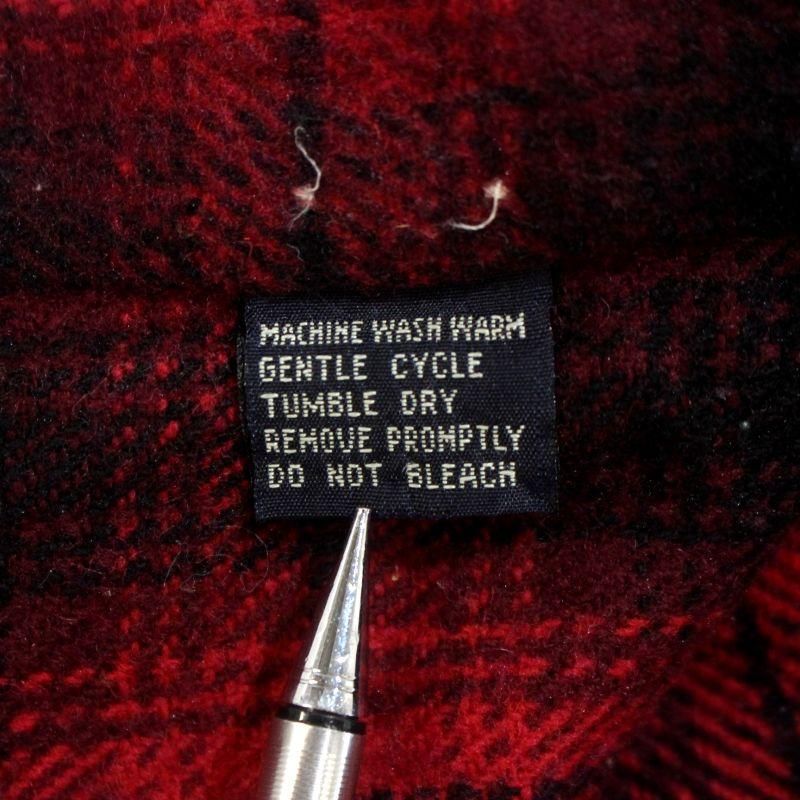 MACHINE WASH WARM
GENTLE CYCLE
TUMBLE DRY
REMOVE PROMPTLY
DO NOT BLEACH